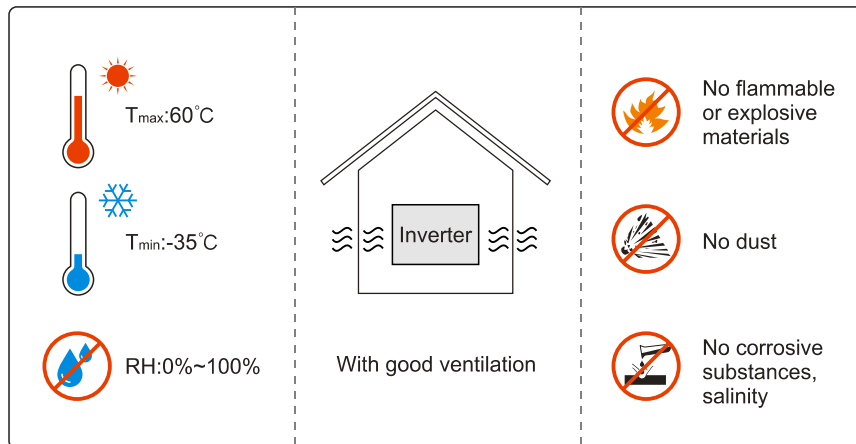 Tmax:60°C
Tmin:-35°C
RH:0%~100%
Inverter
With good ventilation
No flammable
or explosive
materials
No dust
No corrosive
substances,
salinity